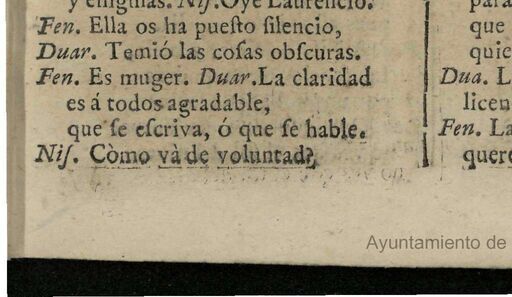 y enigmas. Niſ. Oye Laurencio.
Fen. Ella os ha pueſto ſilencio,
Duar. Temió las coſas obſcuras.
Fen. Es muger. Duar. La claridad
es á todos agradable,
que ſe eſcriva, ó que ſe hable.
Niſ. Còmo và de voluntad?
para
que
quie
Dua. L
licen
Fen. La
quere
Ayuntamiento de